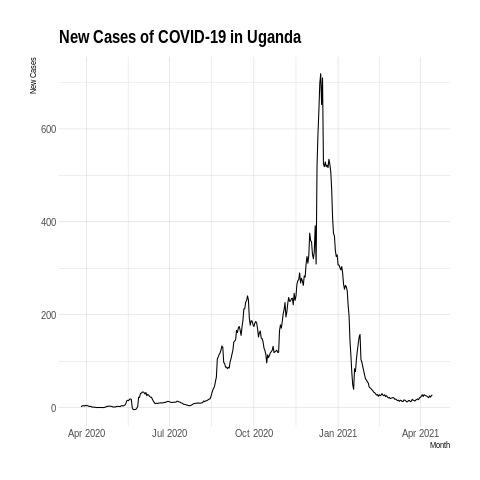 New Cases of COVID-19 in Uganda
New Cases
600
400
200
0
Apr 2020 Jul 2020 Oct 2020 Jan 2021 Apr 2021
Month